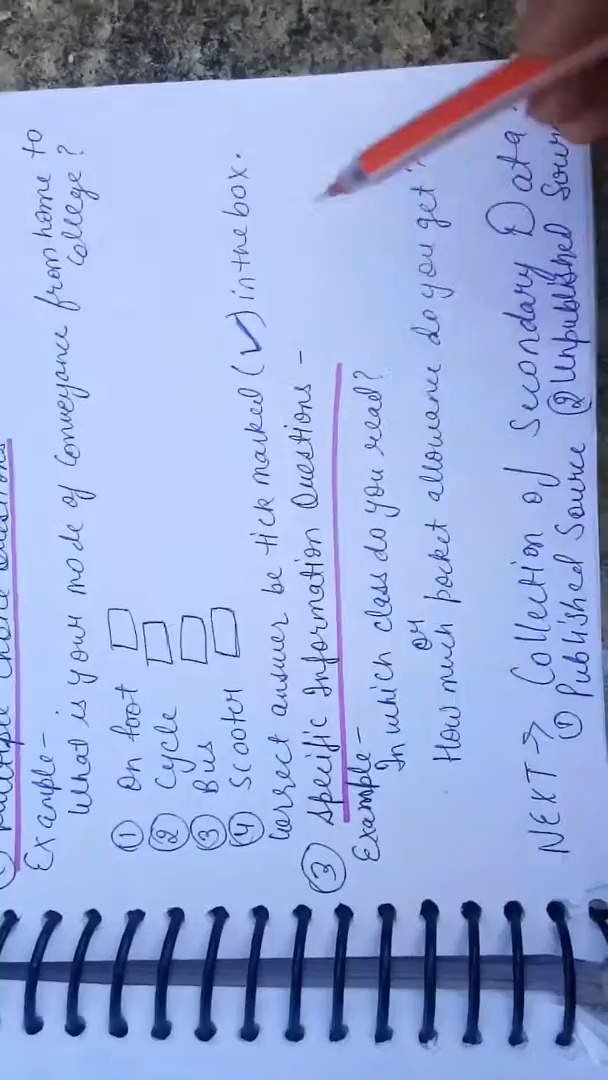 Multiple Choice Questions
Example-
What is your mode of conveyance from home to
College?
① On foot
② Cycle
③ Bus
④ Scooter
Correct answer be tick marked (✓) in the box.
③ Specific Information Questions -
Example-
In which class do you read?
or
How much pocket allowance do you get?
NEXT → Collection of Secondary Data
① Published Source ② Unpublished